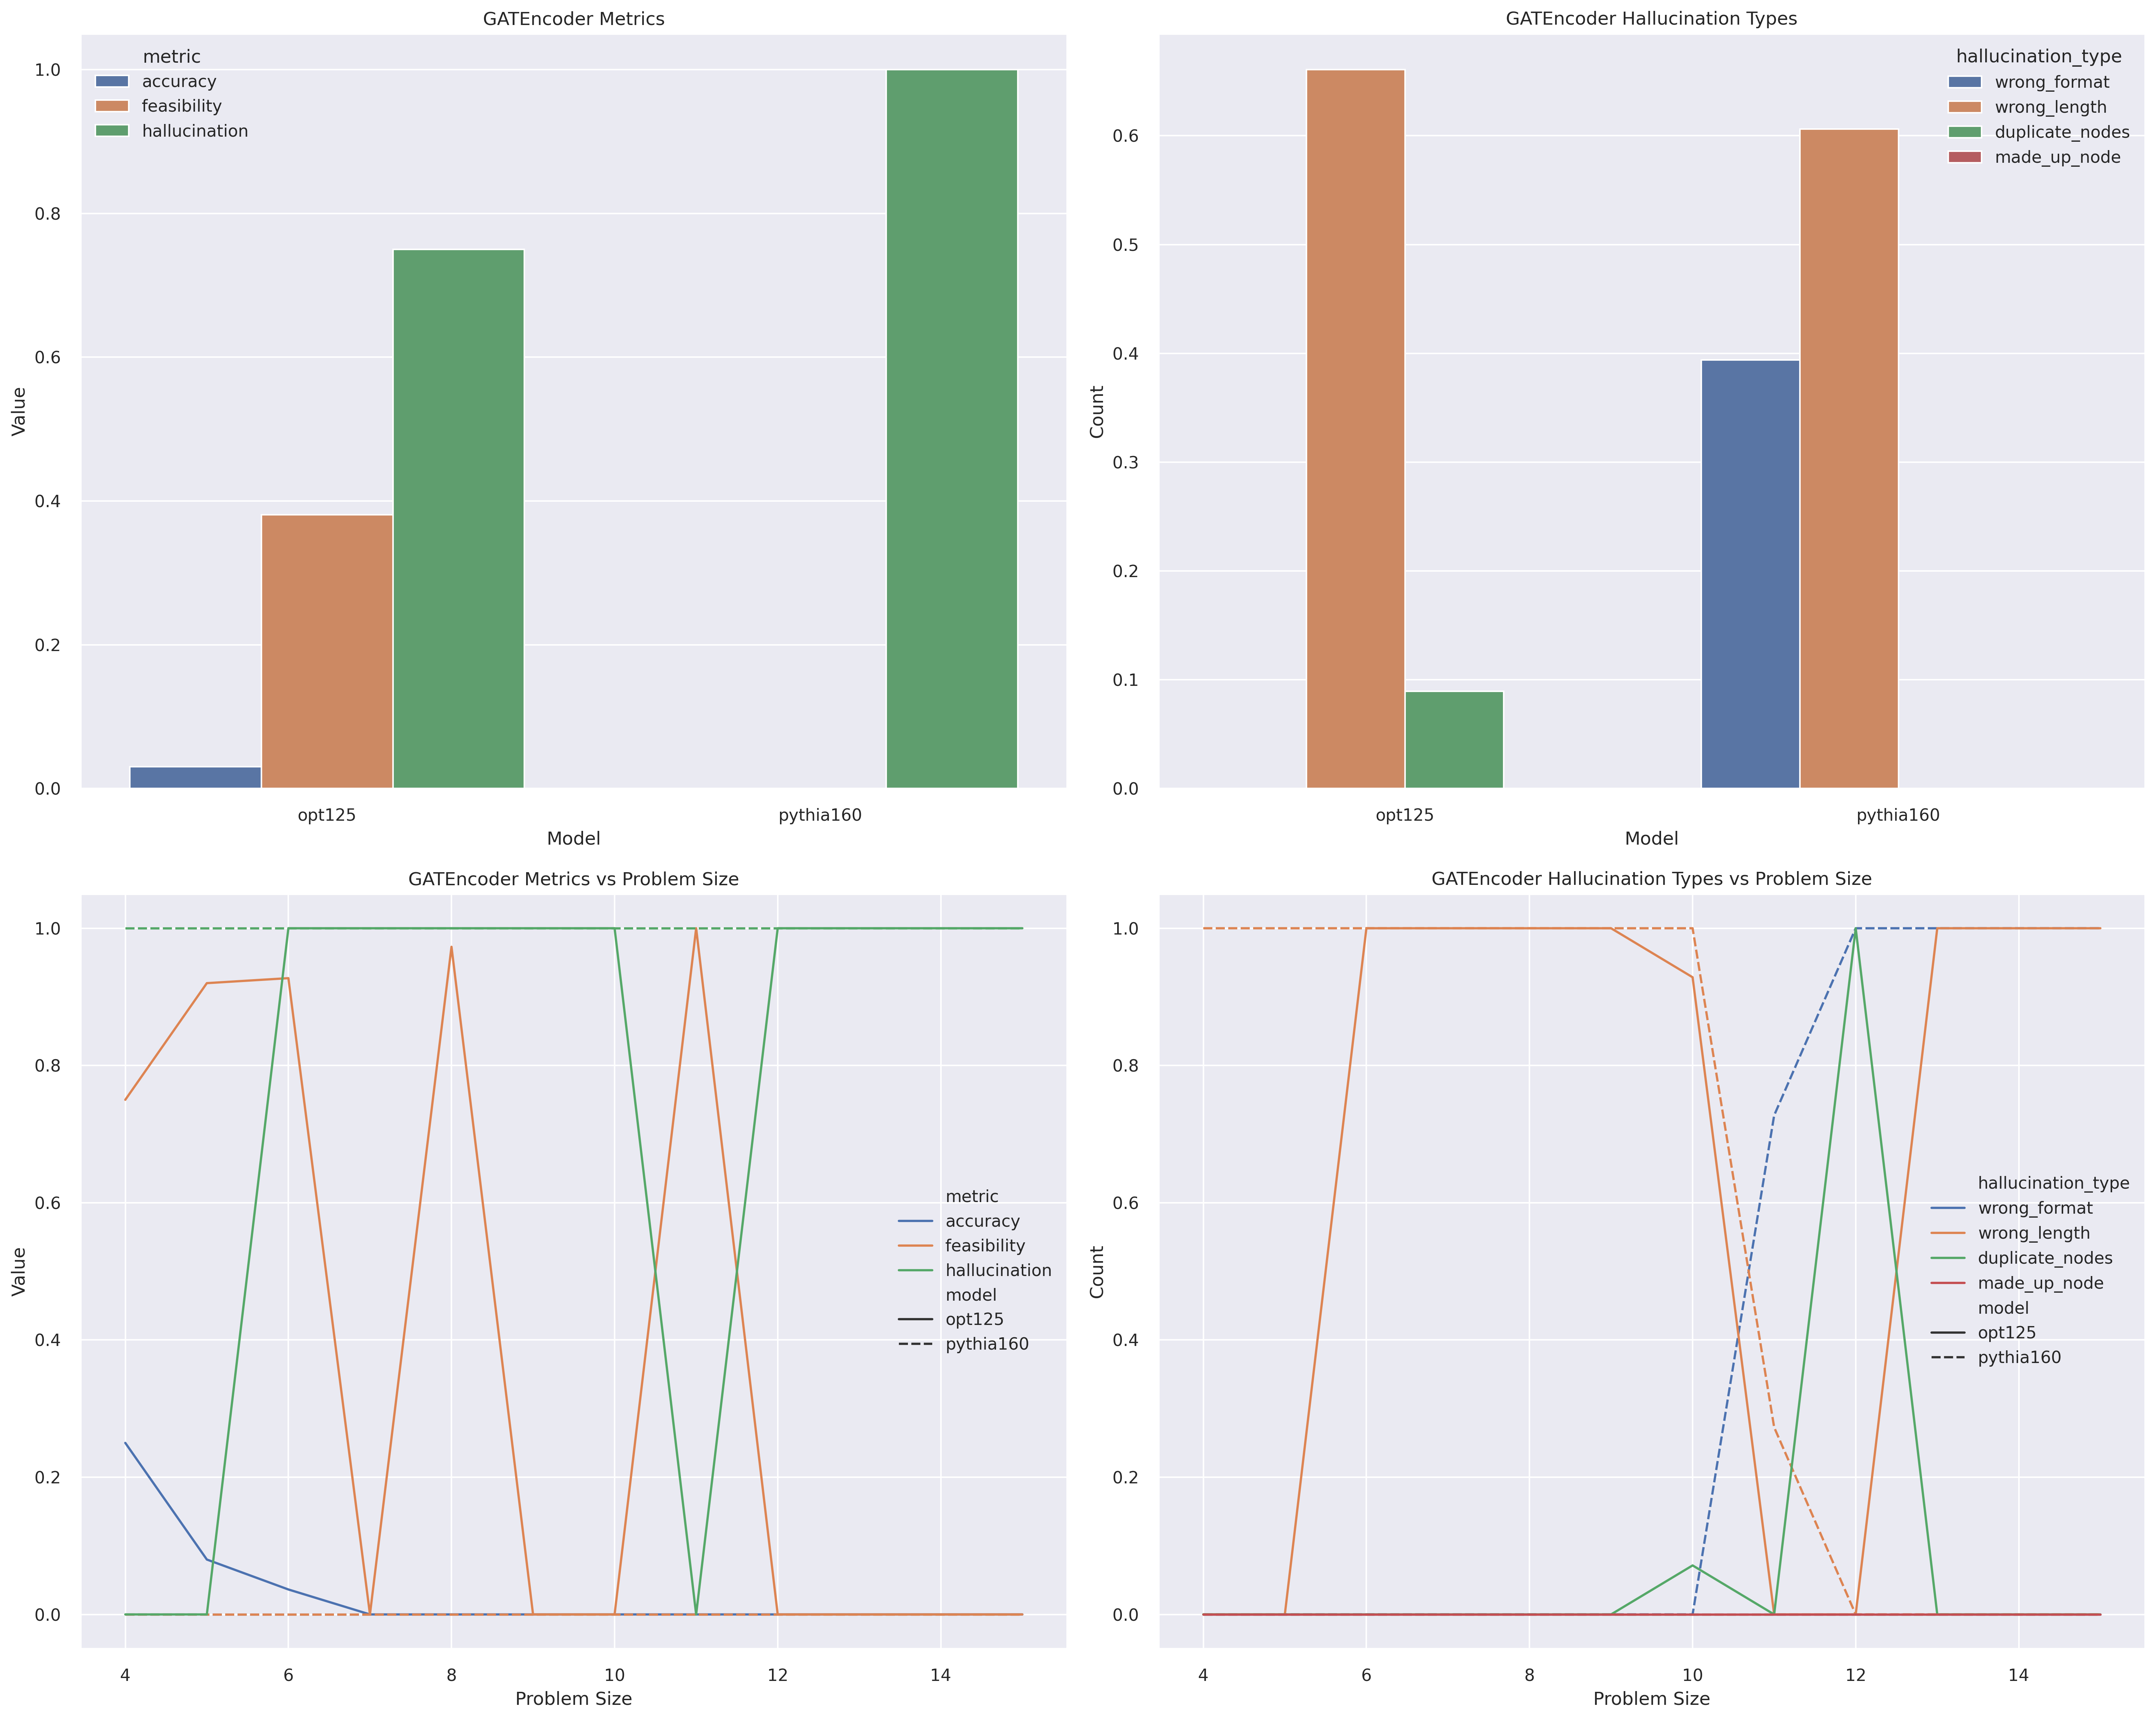 GATEncoder Metrics
metric
accuracy
feasibility
hallucination
1.0
0.8
0.6
0.4
0.2
0.0
Value
opt125
pythia160
Model
GATEncoder Hallucination Types
hallucination_type
wrong_format
wrong_length
duplicate_nodes
made_up_node
0.6
0.5
0.4
0.3
0.2
0.1
0.0
Count
opt125
pythia160
Model
GATEncoder Metrics vs Problem Size
1.0
0.8
0.6
0.4
0.2
0.0
Value
metric
accuracy
feasibility
hallucination
model
opt125
pythia160
4
6
8
10
12
14
Problem Size
GATEncoder Hallucination Types vs Problem Size
1.0
0.8
0.6
0.4
0.2
0.0
Count
hallucination_type
wrong_format
wrong_length
duplicate_nodes
made_up_node
model
opt125
pythia160
4
6
8
10
12
14
Problem Size